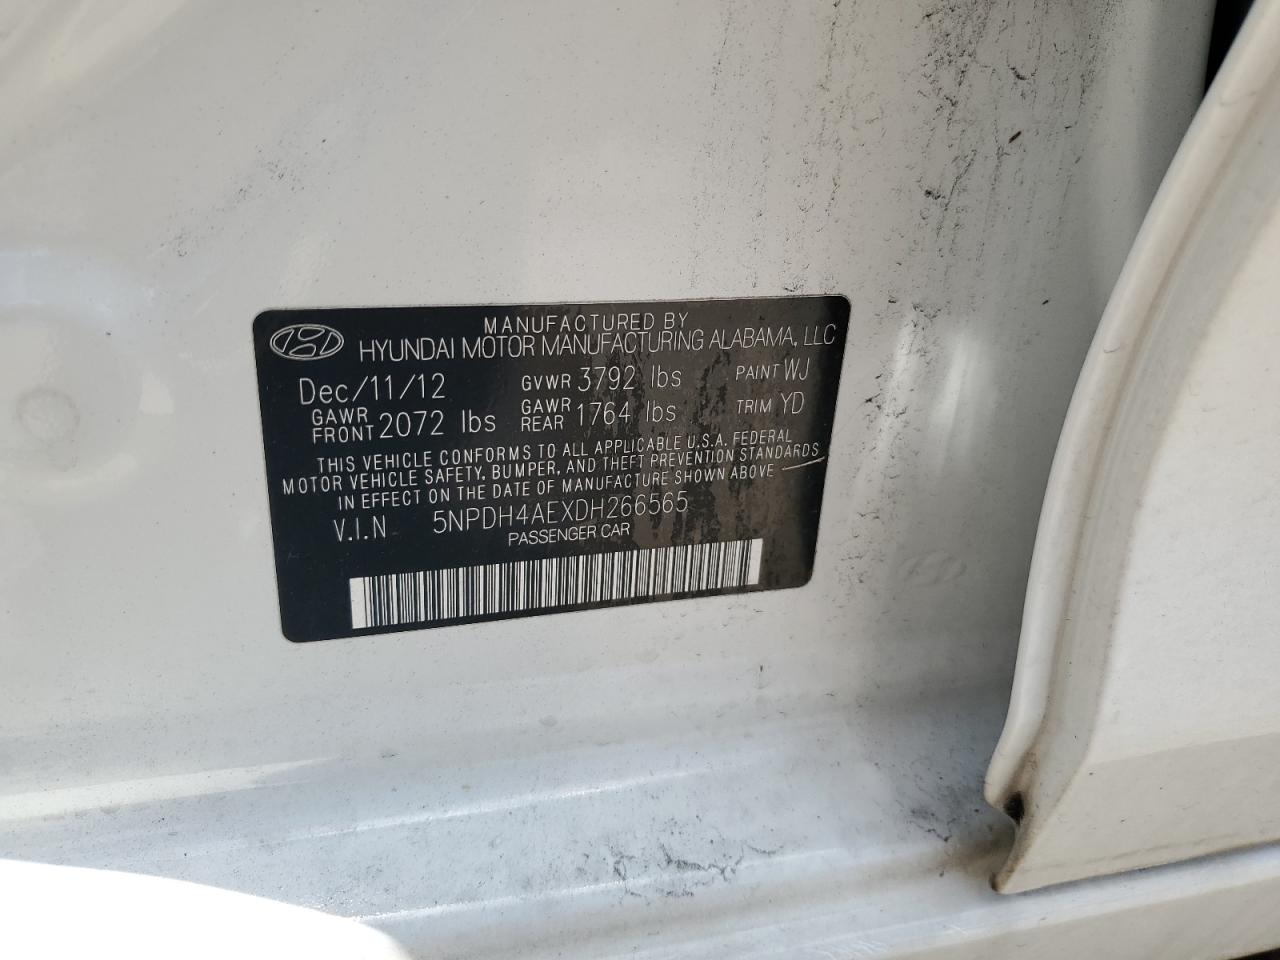 MANUFACTURED BY
HYUNDAI MOTOR MANUFACTURING ALABAMA, LLC
Dec/11/12 GVWR 3792 lbs PAINT WJ
GAWR FRONT 2072 lbs GAWR REAR 1764 lbs TRIM YD
THIS VEHICLE CONFORMS TO ALL APPLICABLE U.S.A. FEDERAL
MOTOR VEHICLE SAFETY, BUMPER, AND THEFT PREVENTION STANDARDS
IN EFFECT ON THE DATE OF MANUFACTURE SHOWN ABOVE
V.I.N 5NPDH4AEXDH266565
PASSENGER CAR